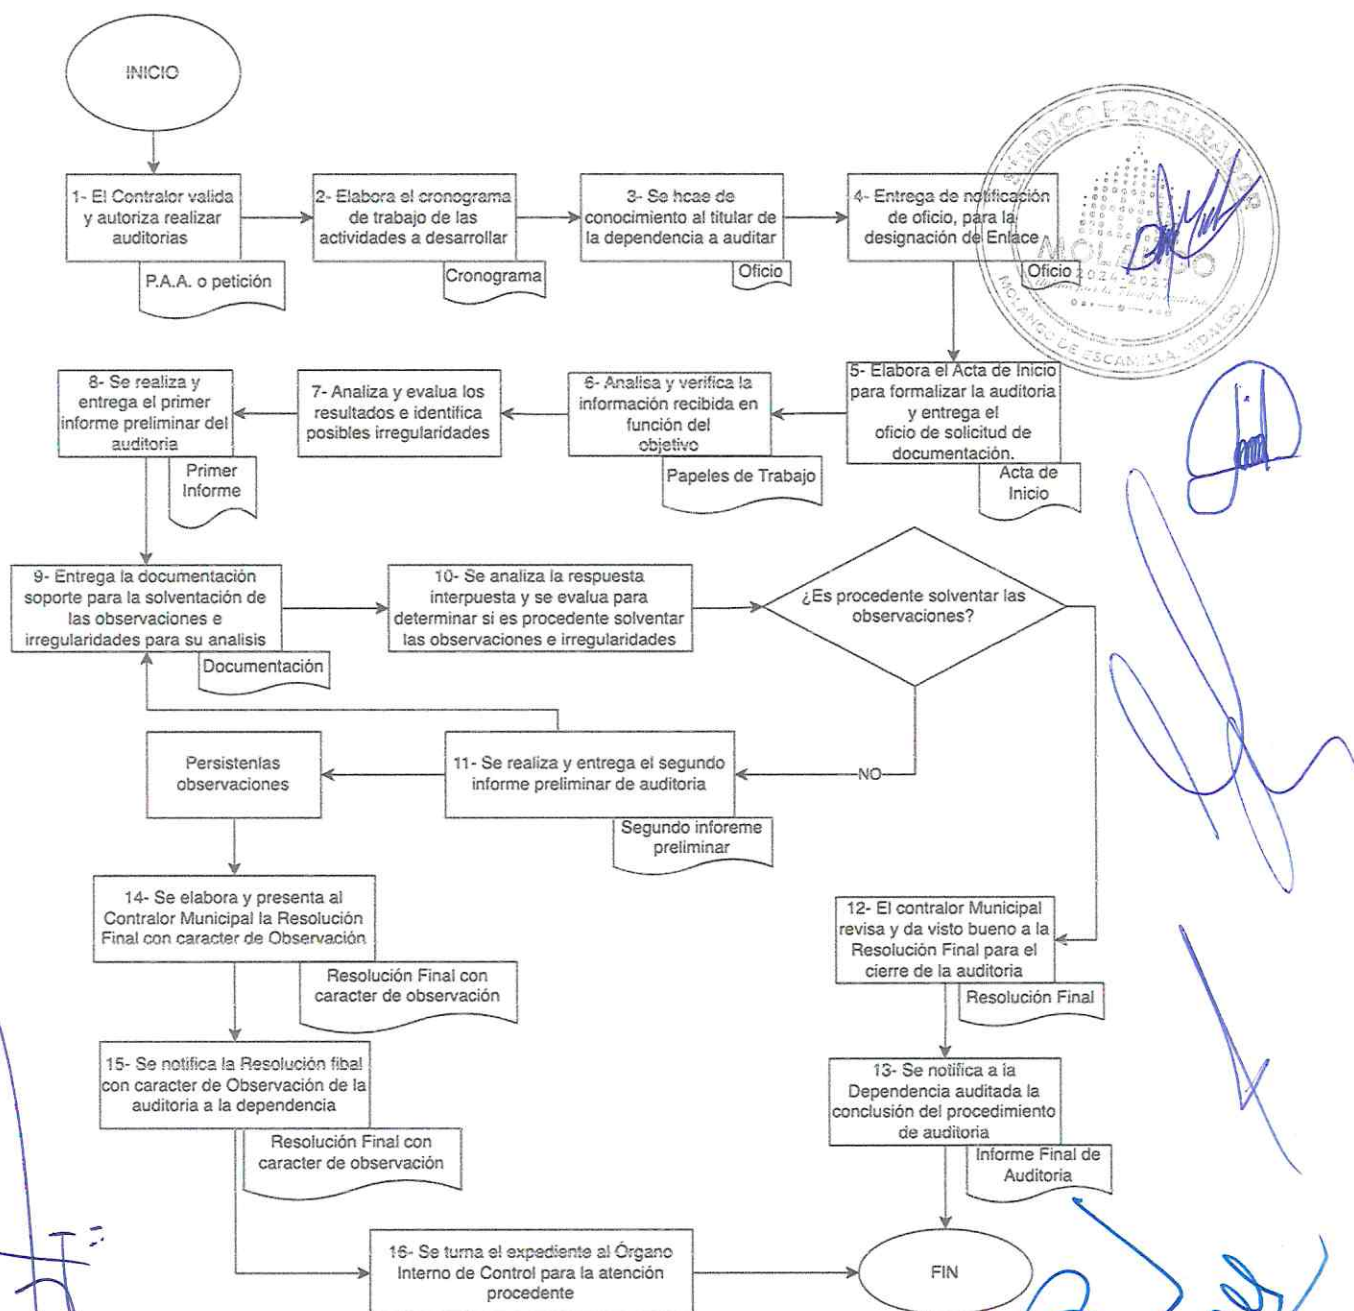 INICIO
1- El Contralor valida
y autoriza realizar
auditorias
P.A.A. o petición
2- Elabora el cronograma
de trabajo de las
actividades a desarrollar
Cronograma
3- Se hcae de
conocimiento al titular de
la dependencia a auditar
Oficio
4- Entrega de notificación
de oficio, para la
designación de Enlace
Oficio
SINDICO PROCURADOR
MOLANGO
MOLANGO DE ESCAMILLA, HIDALGO.
5- Elabora el Acta de Inicio
para formalizar la auditoria
y entrega el
oficio de solicitud de
documentación.
Acta de
Inicio
6- Analisa y verifica la
información recibida en
función del
objetivo
Papeles de Trabajo
7- Analiza y evalua los
resultados e identifica
posibles irregularidades
8- Se realiza y
entrega el primer
informe preliminar del
auditoria
Primer
Informe
9- Entrega la documentación
soporte para la solventación de
las observaciones e
irregularidades para su analisis
Documentación
10- Se analiza la respuesta
interpuesta y se evalua para
determinar si es procedente solventar
las observaciones e irregularidades
¿Es procedente solventar las
observaciones?
NO
11- Se realiza y entrega el segundo
informe preliminar de auditoria
Segundo inforeme
preliminar
Persistenlas
observaciones
14- Se elabora y presenta al
Contralor Municipal la Resolución
Final con caracter de Observación
Resolución Final con
caracter de observación
12- El contralor Municipal
revisa y da visto bueno a la
Resolución Final para el
cierre de la auditoria
Resolución Final
15- Se notifica la Resolución fibal
con caracter de Observación de la
auditoria a la dependencia
Resolución Final con
caracter de observación
13- Se notifica a la
Dependencia auditada la
conclusión del procedimiento
de auditoria
Informe Final de
Auditoria
16- Se turna el expediente al Órgano
Interno de Control para la atención
procedente
FIN